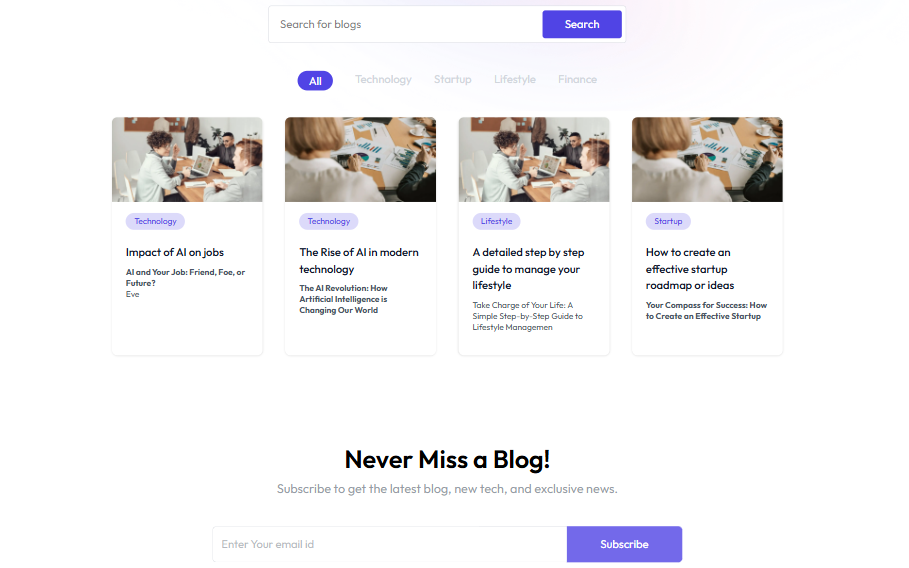 Search for blogs
Search
All
Technology
Startup
Lifestyle
Finance
Technology
Impact of AI on jobs
AI and Your Job: Friend, Foe, or
Future?
Eve
Technology
The Rise of AI in modern
technology
The AI Revolution: How
Artificial Intelligence is
Changing Our World
Lifestyle
A detailed step by step
guide to manage your
lifestyle
Take Charge of Your Life: A
Simple Step-by-Step Guide to
Lifestyle Managemen
Startup
How to create an
effective startup
roadmap or ideas
Your Compass for Success: How
to Create an Effective Startup
Never Miss a Blog!
Subscribe to get the latest blog, new tech, and exclusive news.
Enter Your email id
Subscribe